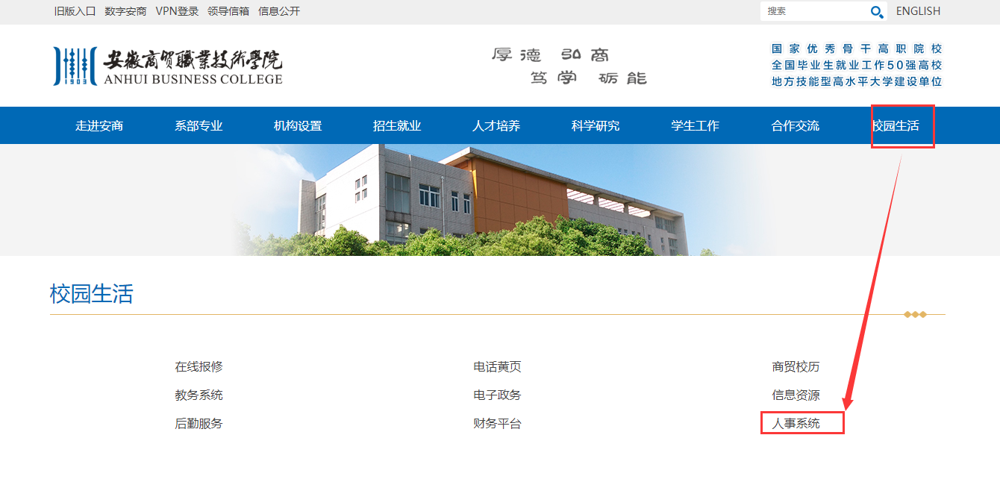 旧版入口 数字安商 VPN登录 领导信箱 信息公开 搜索 ENGLISH
安徽商贸職業技術學院
ANHUI BUSINESS COLLEGE
1903
厚德 弘商
笃学 砺能
国家优秀骨干高职院校
全国毕业生就业工作50强高校
地方技能型高水平大学建设单位
走进安商 系部专业 机构设置 招生就业 人才培养 科学研究 学生工作 合作交流 校园生活
校园生活
在线报修 电话黄页 商贸校历
教务系统 电子政务 信息资源
后勤服务 财务平台 人事系统